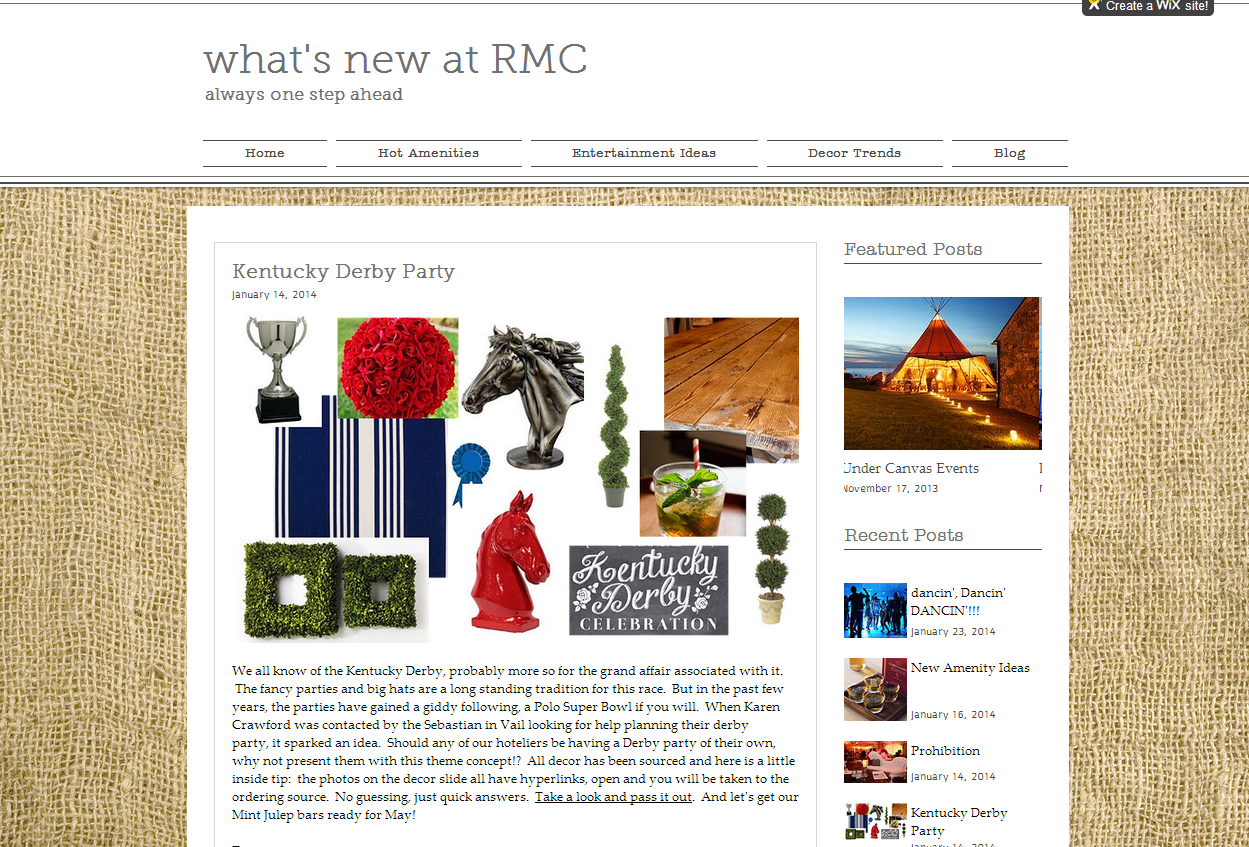 Create a WiX site!
what's new at RMC
always one step ahead
Home
Hot Amenities
Entertainment Ideas
Decor Trends
Blog
Kentucky Derby Party
January 14, 2014
Kentucky
Derby
CELEBRATION
We all know of the Kentucky Derby, probably more so for the grand affair associated with it.
The fancy parties and big hats are a long standing tradition for this race.  But in the past few
years, the parties have gained a giddy following, a Polo Super Bowl if you will.  When Karen
Crawford was contacted by the Sebastian in Vail looking for help planning their derby
party, it sparked an idea.  Should any of our hoteliers be having a Derby party of their own,
why not present them with this theme concept!?  All decor has been sourced and here is a little
inside tip:  the photos on the decor slide all have hyperlinks, open and you will be taken to the
ordering source.  No guessing, just quick answers.  Take a look and pass it out.  And let's get our
Mint Julep bars ready for May!
Featured Posts
Under Canvas Events
November 17, 2013
Recent Posts
dancin', Dancin'
DANCIN'!!!
January 23, 2014
New Amenity Ideas
January 16, 2014
Prohibition
January 14, 2014
Kentucky Derby
Party
January 14, 2014